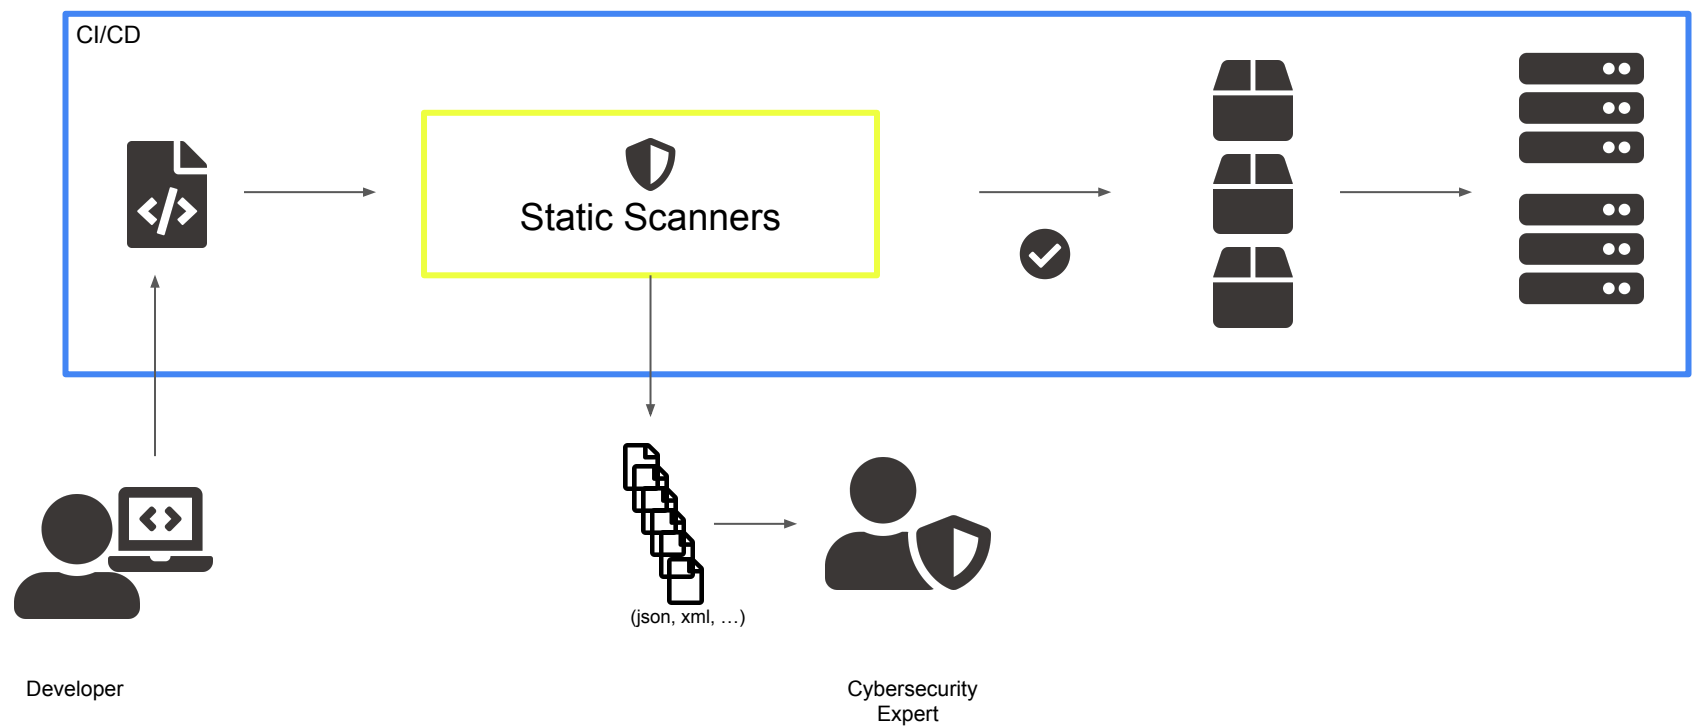 CI/CD
Static Scanners
(json, xml, …)
Developer
Cybersecurity
Expert